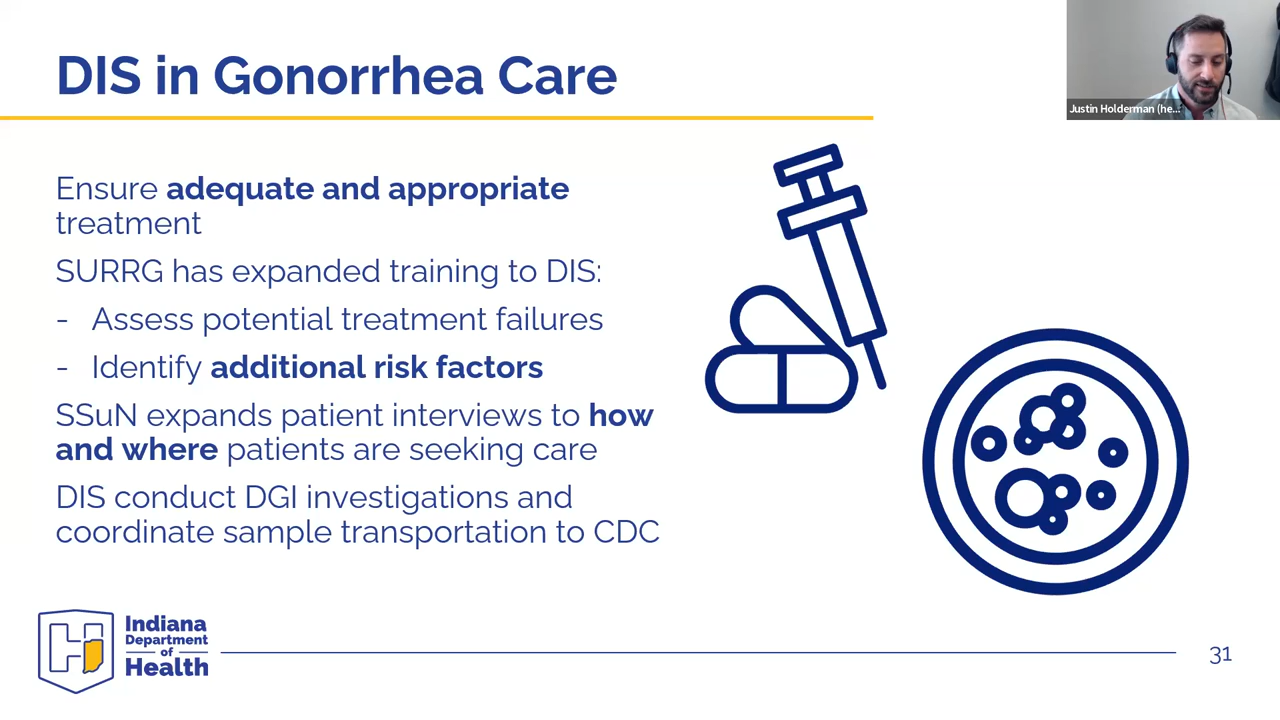 DIS in Gonorrhea Care
Justin Holderman (he...
Ensure adequate and appropriate
treatment
SURRG has expanded training to DIS:
- Assess potential treatment failures
- Identify additional risk factors
SSuN expands patient interviews to how
and where patients are seeking care
DIS conduct DGI investigations and
coordinate sample transportation to CDC
Indiana
Department
of
Health
31